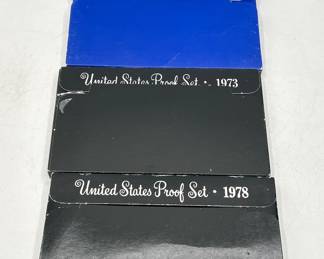 United States Proof Set • 1973
United States Proof Set • 1978